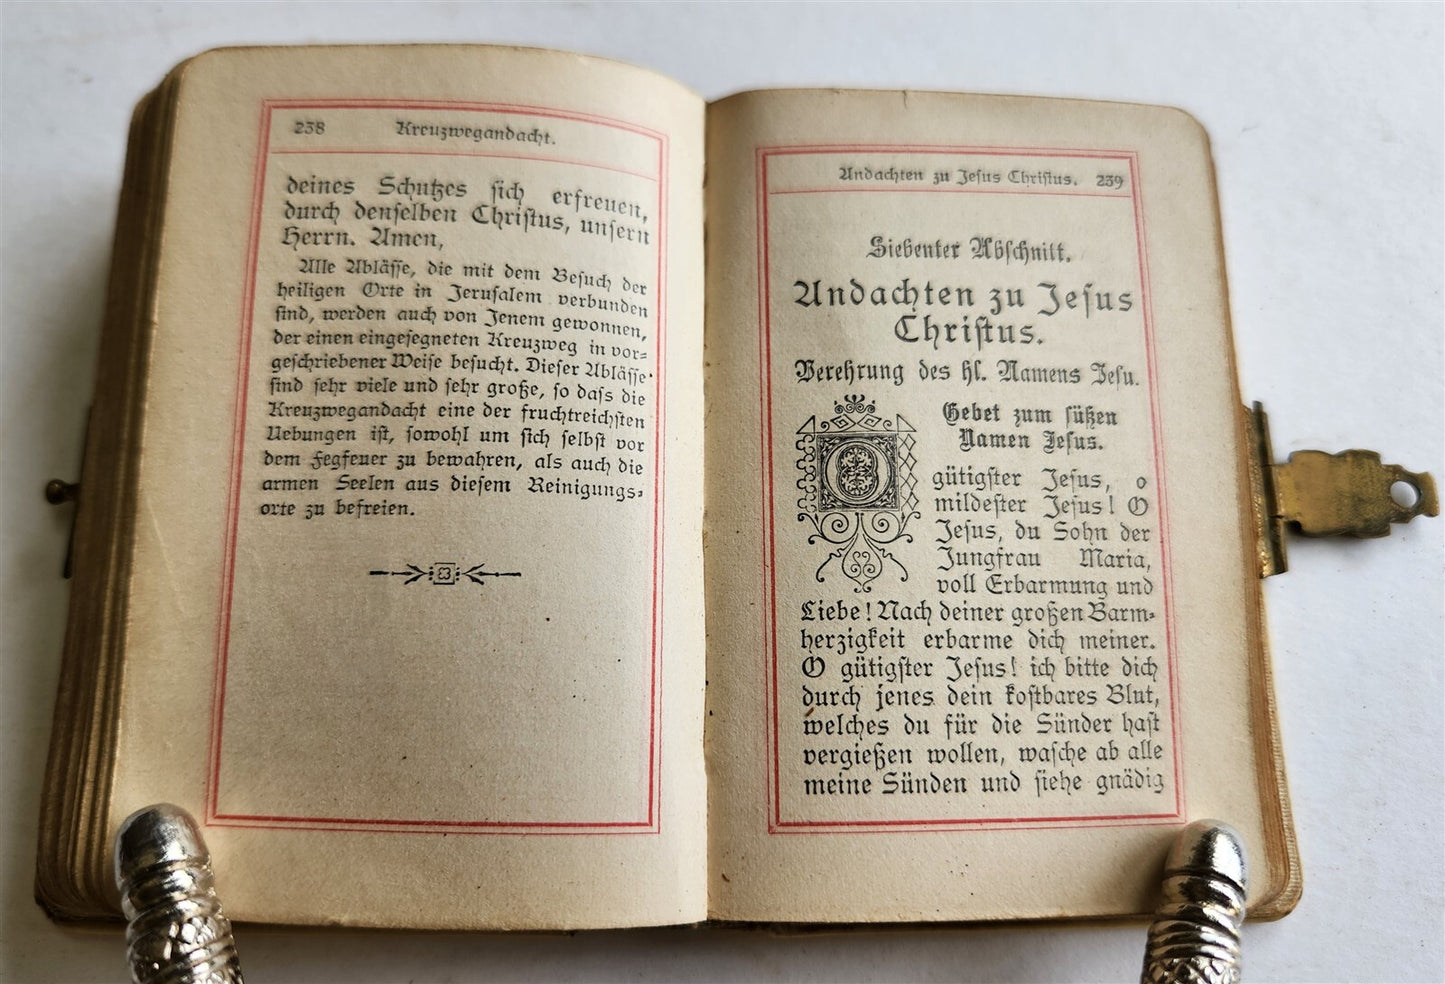 238 Kreuzwegandacht.
deines Schutzes sich erfreuen,
durch denselben Christus, unsern
Herrn. Amen,
Alle Ablässe, die mit dem Besuch der
heiligen Orte in Jerusalem verbunden
sind, werden auch von Jenem gewonnen,
der einen eingesegneten Kreuzweg in vor=
geschriebener Weise besucht. Dieser Ablässe
sind sehr viele und sehr große, so dass die
Kreuzwegandacht eine der fruchtreichsten
Uebungen ist, sowohl um sich selbst vor
dem Fegfeuer zu bewahren, als auch die
armen Seelen aus diesem Reinigungs=
orte zu befreien.
Andachten zu Jesus Christus. 239
Siebenter Abschnitt.
Andachten zu Jesus
Christus.
Verehrung des hl. Namens Jesu.
Gebet zum süßen
Namen Jesus.
O gütigster Jesus, o
mildester Jesus! O
Jesus, du Sohn der
Jungfrau Maria,
voll Erbarmung und
Liebe! Nach deiner großen Barm=
herzigkeit erbarme dich meiner.
O gütigster Jesus! ich bitte dich
durch jenes dein kostbares Blut,
welches du für die Sünder hast
vergießen wollen, wasche ab alle
meine Sünden und siehe gnädig